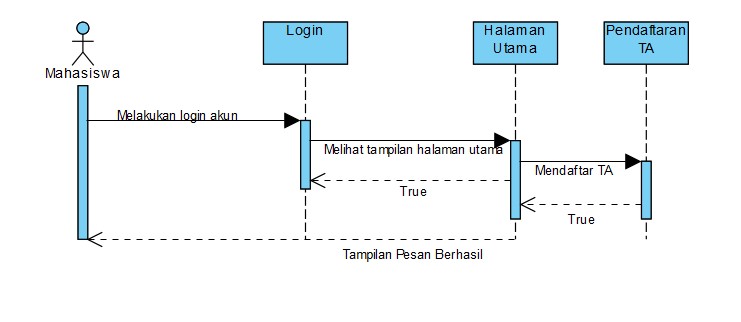 Login
Halaman
Utama
Pendaftaran
TA
Mahasiswa
Melakukan login akun
Melihat tampilan halaman utama
Mendaftar TA
True
True
Tampilan Pesan Berhasil